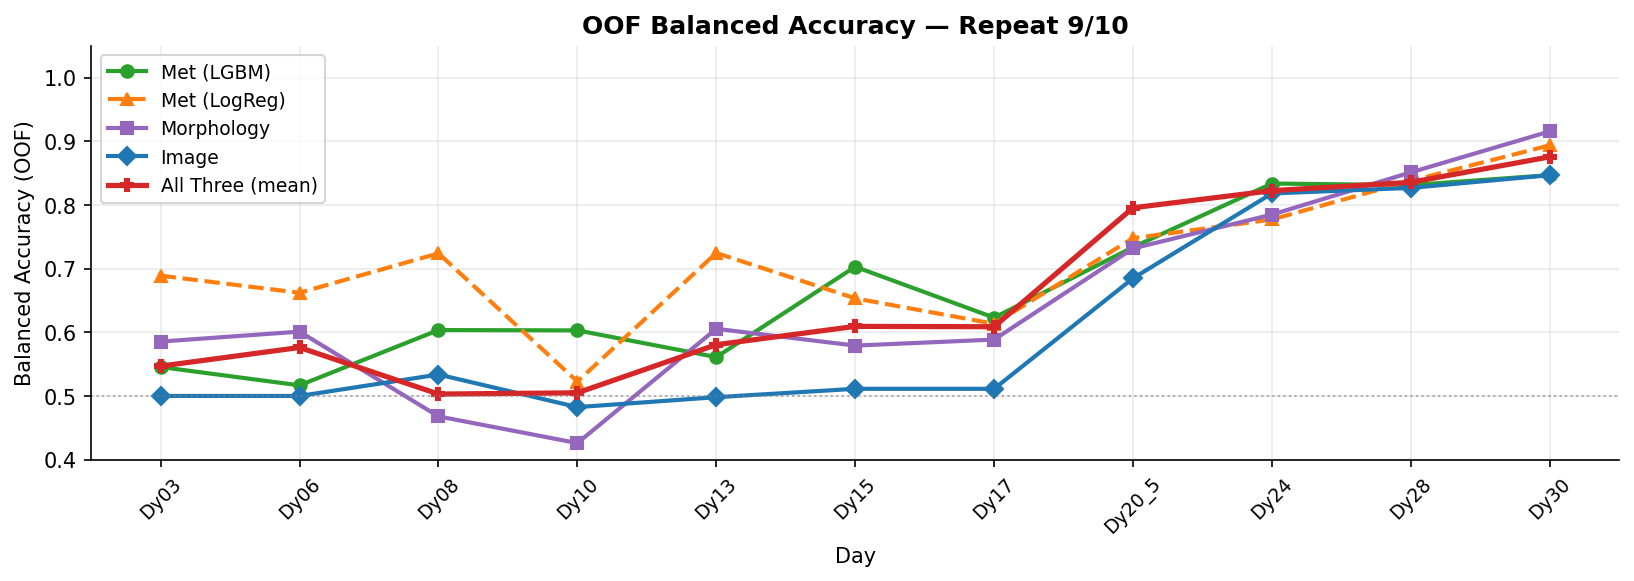 OOF Balanced Accuracy — Repeat 9/10
Met (LGBM)
Met (LogReg)
Morphology
Image
All Three (mean)
Balanced Accuracy (OOF)
1.0
0.9
0.8
0.7
0.6
0.5
0.4
Dy03
Dy06
Dy08
Dy10
Dy13
Dy15
Dy17
Dy20_5
Dy24
Dy28
Dy30
Day